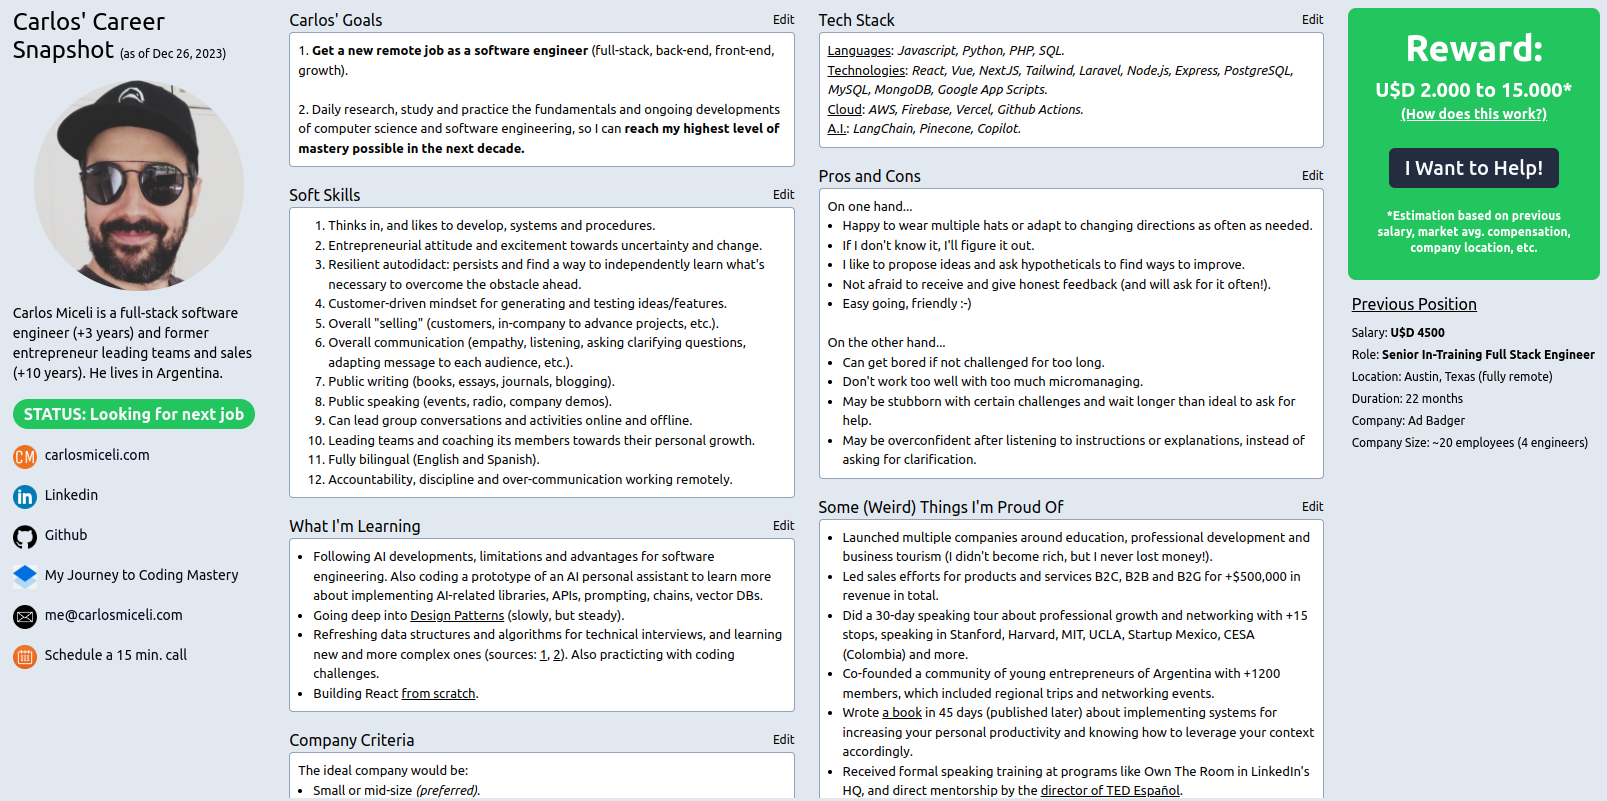 Carlos' Career
Snapshot (as of Dec 26, 2023)
Carlos Miceli is a full-stack software
engineer (+3 years) and former
entrepreneur leading teams and sales
(+10 years). He lives in Argentina.
STATUS: Looking for next job
CM carlosmiceli.com
in Linkedin
Github
My Journey to Coding Mastery
me@carlosmiceli.com
Schedule a 15 min. call
Carlos' Goals Edit
1. Get a new remote job as a software engineer (full-stack, back-end, front-end,
growth).
2. Daily research, study and practice the fundamentals and ongoing developments
of computer science and software engineering, so I can reach my highest level of
mastery possible in the next decade.
Soft Skills Edit
1. Thinks in, and likes to develop, systems and procedures.
2. Entrepreneurial attitude and excitement towards uncertainty and change.
3. Resilient autodidact: persists and find a way to independently learn what's
necessary to overcome the obstacle ahead.
4. Customer-driven mindset for generating and testing ideas/features.
5. Overall "selling" (customers, in-company to advance projects, etc.).
6. Overall communication (empathy, listening, asking clarifying questions,
adapting message to each audience, etc.).
7. Public writing (books, essays, journals, blogging).
8. Public speaking (events, radio, company demos).
9. Can lead group conversations and activities online and offline.
10. Leading teams and coaching its members towards their personal growth.
11. Fully bilingual (English and Spanish).
12. Accountability, discipline and over-communication working remotely.
What I'm Learning Edit
• Following AI developments, limitations and advantages for software
engineering. Also coding a prototype of an AI personal assistant to learn more
about implementing AI-related libraries, APIs, prompting, chains, vector DBs.
• Going deep into Design Patterns (slowly, but steady).
• Refreshing data structures and algorithms for technical interviews, and learning
new and more complex ones (sources: 1, 2). Also practicting with coding
challenges.
• Building React from scratch.
Company Criteria Edit
The ideal company would be:
• Small or mid-size (preferred).
Tech Stack Edit
Languages: Javascript, Python, PHP, SQL.
Technologies: React, Vue, NextJS, Tailwind, Laravel, Node.js, Express, PostgreSQL,
MySQL, MongoDB, Google App Scripts.
Cloud: AWS, Firebase, Vercel, Github Actions.
A.I.: LangChain, Pinecone, Copilot.
Pros and Cons Edit
On one hand...
• Happy to wear multiple hats or adapt to changing directions as often as needed.
• If I don't know it, I'll figure it out.
• I like to propose ideas and ask hypotheticals to find ways to improve.
• Not afraid to receive and give honest feedback (and will ask for it often!).
• Easy going, friendly :-)
On the other hand...
• Can get bored if not challenged for too long.
• Don't work too well with too much micromanaging.
• May be stubborn with certain challenges and wait longer than ideal to ask for
help.
• May be overconfident after listening to instructions or explanations, instead of
asking for clarification.
Some (Weird) Things I'm Proud Of Edit
• Launched multiple companies around education, professional development and
business tourism (I didn't become rich, but I never lost money!).
• Led sales efforts for products and services B2C, B2B and B2G for +$500,000 in
revenue in total.
• Did a 30-day speaking tour about professional growth and networking with +15
stops, speaking in Stanford, Harvard, MIT, UCLA, Startup Mexico, CESA
(Colombia) and more.
• Co-founded a community of young entrepreneurs of Argentina with +1200
members, which included regional trips and networking events.
• Wrote a book in 45 days (published later) about implementing systems for
increasing your personal productivity and knowing how to leverage your context
accordingly.
• Received formal speaking training at programs like Own The Room in LinkedIn's
HQ, and direct mentorship by the director of TED Español.
Reward:
U$D 2.000 to 15.000*
(How does this work?)
I Want to Help!
*Estimation based on previous
salary, market avg. compensation,
company location, etc.
Previous Position
Salary: U$D 4500
Role: Senior In-Training Full Stack Engineer
Location: Austin, Texas (fully remote)
Duration: 22 months
Company: Ad Badger
Company Size: ~20 employees (4 engineers)